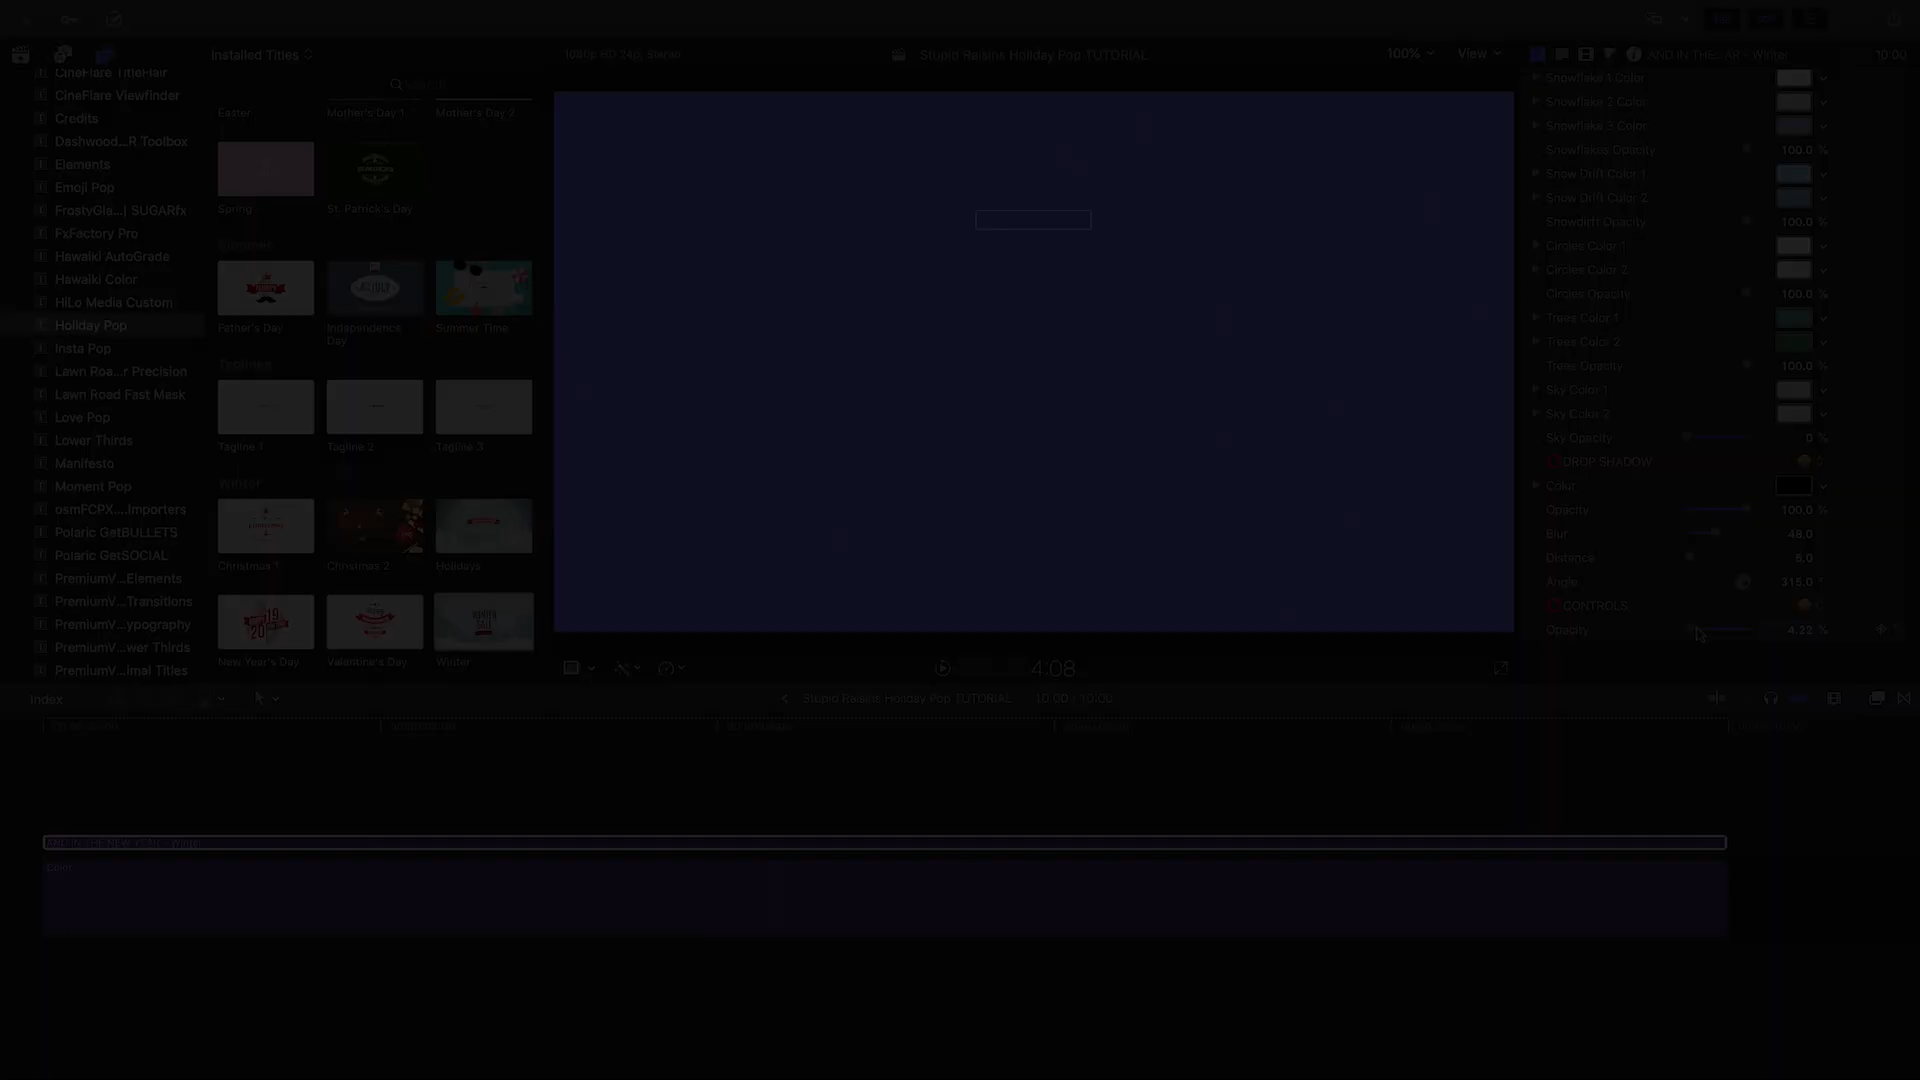 Installed Titles
1080p HD 24p, Stereo
Stupid Raisins Holiday Pop TUTORIAL
100%
View
AND IN THE...AR - Winter
10:00
CineFlare TitleFlair
CineFlare Viewfinder
Credits
Dashwood...R Toolbox
Elements
Emoji Pop
FrostyGla...| SUGARfx
FxFactory Pro
Hawaiki AutoGrade
Hawaiki Color
HiLo Media Custom
Holiday Pop
Insta Pop
Lawn Roa...r Precision
Lawn Road Fast Mask
Love Pop
Lower Thirds
Manifesto
Moment Pop
osmFCPX....Importers
Polaric GetBULLETS
Polaric GetSOCIAL
PremiumV...Elements
PremiumV...Transitions
PremiumV...ypography
PremiumV...wer Thirds
PremiumV...imal Titles
Search
Easter
Mother's Day 1
Mother's Day 2
Spring
St. Patrick's Day
Summer
Father's Day
Independence
Day
Summer Time
Taglines
Tagline 1
Tagline 2
Tagline 3
Winter
Christmas 1
Christmas 2
Holidays
New Year's Day
Valentine's Day
Winter
Snowflake 1 Color
Snowflake 2 Color
Snowflake 3 Color
Snowflakes Opacity 100.0 %
Snow Drift Color 1
Snow Drift Color 2
Snowdirft Opacity 100.0 %
Circles Color 1
Circles Color 2
Circles Opacity 100.0 %
Trees Color 1
Trees Color 2
Trees Opacity 100.0 %
Sky Color 1
Sky Color 2
Sky Opacity 0 %
DROP SHADOW
Color
Opacity 100.0 %
Blur 48.0
Distance 5.0
Angle 315.0 °
CONTROLS
Opacity 4.22 %
4:08
Index
Stupid Raisins Holiday Pop TUTORIAL
10:00 / 10:00
AND IN THE NEW YEAR - Winter
Color